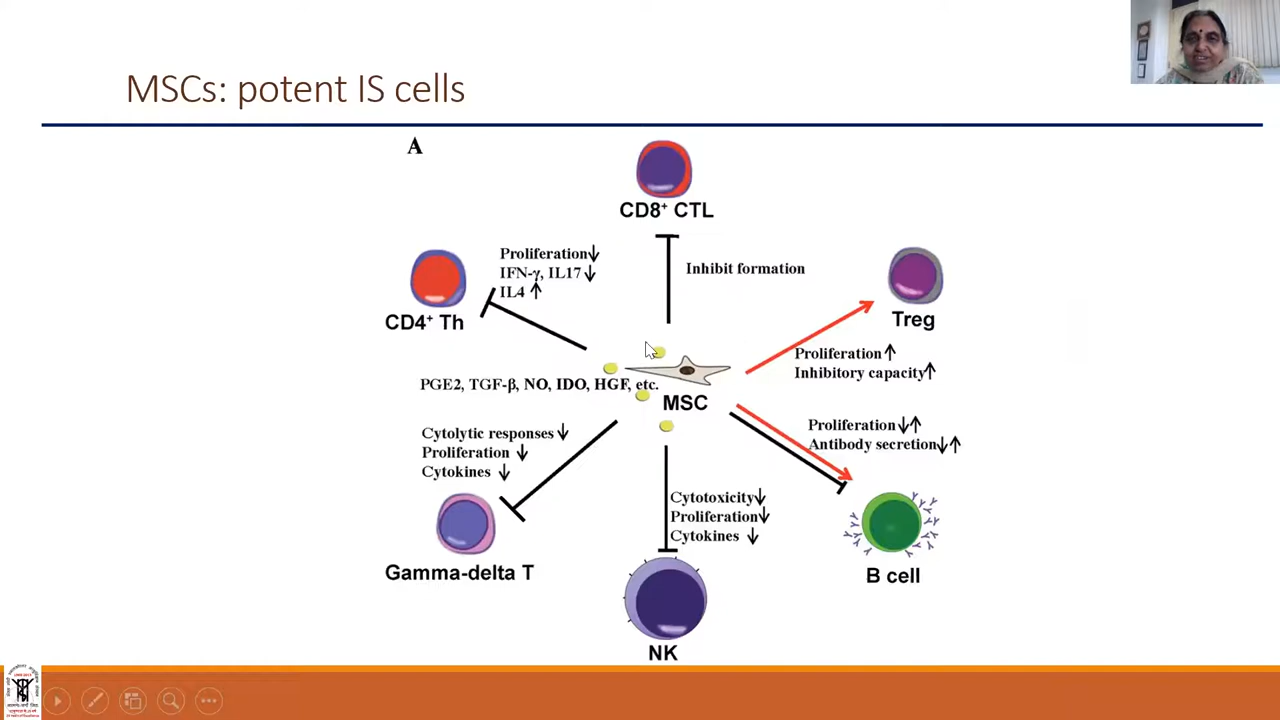 MSCs: potent IS cells
A
CD8⁺ CTL
Proliferation↓
IFN-γ, IL17↓
IL4 ↑
CD4⁺ Th
Inhibit formation
Treg
Proliferation↑
Inhibitory capacity↑
PGE2, TGF-β, NO, IDO, HGF, etc.
MSC
Cytolytic responses ↓
Proliferation ↓
Cytokines ↓
Gamma-delta T
Proliferation↓↑
Antibody secretion↓↑
B cell
Cytotoxicity↓
Proliferation↓
Cytokines ↓
NK